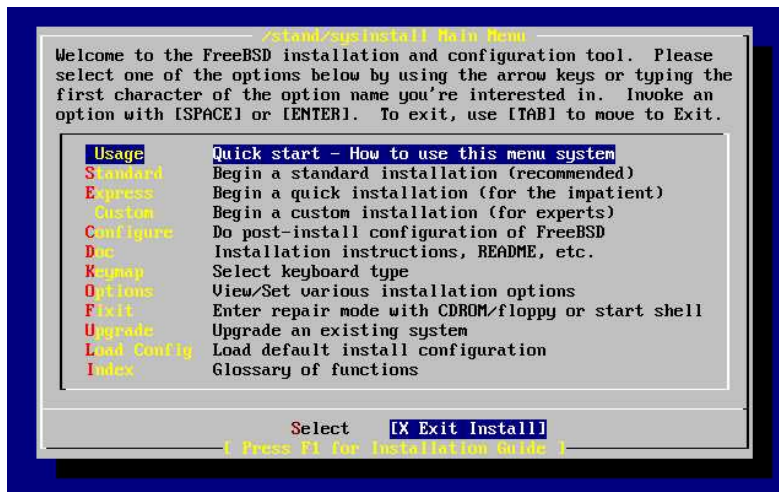 /stand/sysinstall Main Menu
Welcome to the FreeBSD installation and configuration tool.  Please
select one of the options below by using the arrow keys or typing the
first character of the option name you're interested in.  Invoke an
option with [SPACE] or [ENTER].  To exit, use [TAB] to move to Exit.
Usage Quick start - How to use this menu system
Standard Begin a standard installation (recommended)
Express Begin a quick installation (for the impatient)
Custom Begin a custom installation (for experts)
Configure Do post-install configuration of FreeBSD
Doc Installation instructions, README, etc.
Keymap Select keyboard type
Options View/Set various installation options
Fixit Enter repair mode with CDROM/floppy or start shell
Upgrade Upgrade an existing system
Load Config Load default install configuration
Index Glossary of functions
Select [X Exit Install]
[ Press F1 for Installation Guide ]